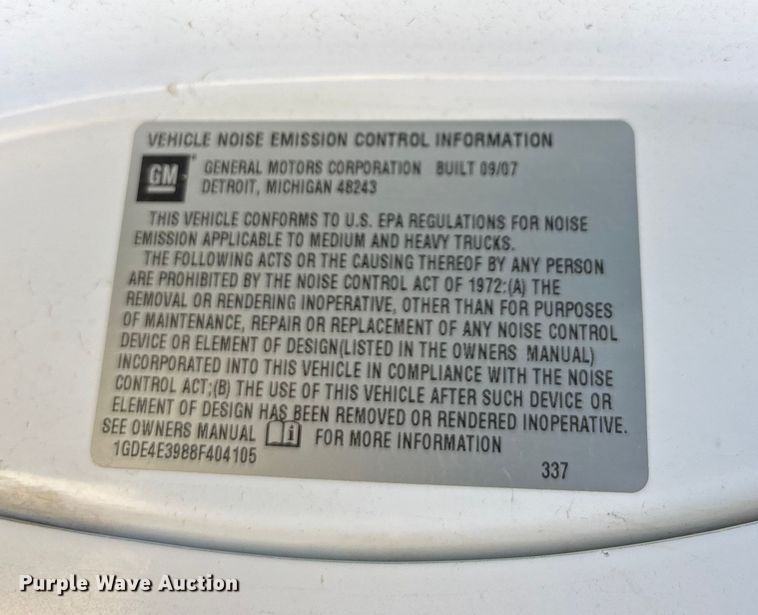 VEHICLE NOISE EMISSION CONTROL INFORMATION
GM GENERAL MOTORS CORPORATION BUILT 09/07
DETROIT, MICHIGAN 48243
THIS VEHICLE CONFORMS TO U.S. EPA REGULATIONS FOR NOISE
EMISSION APPLICABLE TO MEDIUM AND HEAVY TRUCKS.
THE FOLLOWING ACTS OR THE CAUSING THEREOF BY ANY PERSON
ARE PROHIBITED BY THE NOISE CONTROL ACT OF 1972:(A) THE
REMOVAL OR RENDERING INOPERATIVE, OTHER THAN FOR PURPOSES
OF MAINTENANCE, REPAIR OR REPLACEMENT OF ANY NOISE CONTROL
DEVICE OR ELEMENT OF DESIGN(LISTED IN THE OWNERS MANUAL)
INCORPORATED INTO THIS VEHICLE IN COMPLIANCE WITH THE NOISE
CONTROL ACT;(B) THE USE OF THIS VEHICLE AFTER SUCH DEVICE OR
ELEMENT OF DESIGN HAS BEEN REMOVED OR RENDERED INOPERATIVE.
SEE OWNERS MANUAL i FOR MORE INFORMATION
1GDE4E3988F404105 337
Purple Wave Auction